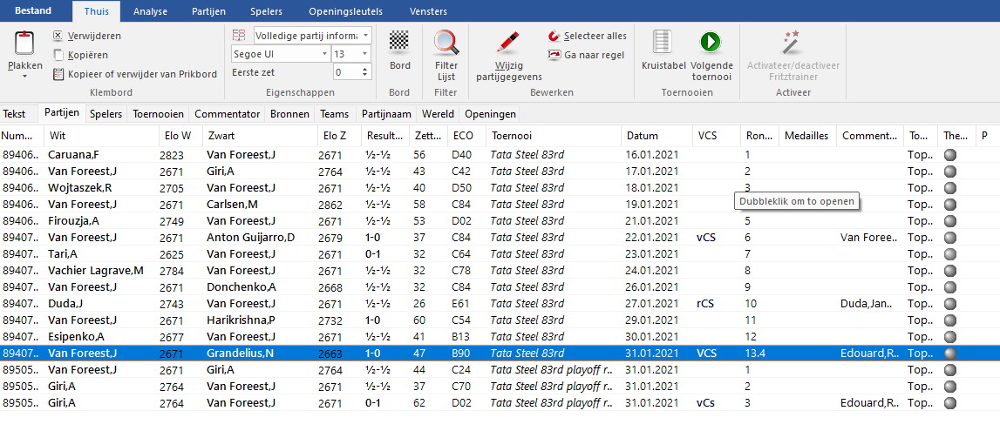 Bestand Thuis Analyse Partijen Spelers Openingsleutels Vensters
Plakken
Verwijderen
Kopiëren
Kopieer of verwijder van Prikbord
Klembord
Volledige partij informa
Segoe UI 13
Eerste zet 0
Eigenschappen
Bord
Bord
Filter Lijst
Filter
Wijzig partijgegevens
Selecteer alles
Ga naar regel
Bewerken
Kruistabel
Volgende toernooi
Toernooien
Activateer/deactiveer Fritztrainer
Activeer
Tekst Partijen Spelers Toernooien Commentator Bronnen Teams Partijnaam Wereld Openingen
Num... Wit Elo W Zwart Elo Z Result... Zett... ECO Toernooi Datum VCS Ron... Medailles Comment... To... The... P
89406.. Caruana,F 2823 Van Foreest,J 2671 ½-½ 56 D40 Tata Steel 83rd 16.01.2021 1 Top..
89406.. Van Foreest,J 2671 Giri,A 2764 ½-½ 43 C42 Tata Steel 83rd 17.01.2021 2 Top..
89406.. Wojtaszek,R 2705 Van Foreest,J 2671 ½-½ 40 D50 Tata Steel 83rd 18.01.2021 3 Top..
89406.. Van Foreest,J 2671 Carlsen,M 2862 ½-½ 58 C84 Tata Steel 83rd 19.01.2021 Top..
Dubbleklik om to openen
89406.. Firouzja,A 2749 Van Foreest,J 2671 ½-½ 53 D02 Tata Steel 83rd 21.01.2021 5 Top..
89407.. Van Foreest,J 2671 Anton Guijarro,D 2679 1-0 37 C84 Tata Steel 83rd 22.01.2021 vCS 6 Van Foree.. Top..
89407.. Tari,A 2625 Van Foreest,J 2671 0-1 32 C64 Tata Steel 83rd 23.01.2021 7 Top..
89407.. Vachier Lagrave,M 2784 Van Foreest,J 2671 ½-½ 32 C78 Tata Steel 83rd 24.01.2021 8 Top..
89407.. Van Foreest,J 2671 Donchenko,A 2668 ½-½ 32 C84 Tata Steel 83rd 26.01.2021 9 Top..
89407.. Duda,J 2743 Van Foreest,J 2671 ½-½ 26 E61 Tata Steel 83rd 27.01.2021 rCS 10 Duda,Jan.. Top..
89407.. Van Foreest,J 2671 Harikrishna,P 2732 1-0 60 C54 Tata Steel 83rd 29.01.2021 11 Top..
89407.. Esipenko,A 2677 Van Foreest,J 2671 ½-½ 41 B13 Tata Steel 83rd 30.01.2021 12 Top..
89407.. Van Foreest,J 2671 Grandelius,N 2663 1-0 47 B90 Tata Steel 83rd 31.01.2021 VCS 13.4 Edouard,R.. Top..
89505.. Van Foreest,J 2671 Giri,A 2764 ½-½ 44 C24 Tata Steel 83rd playoff r.. 31.01.2021 1 Top..
89505.. Giri,A 2764 Van Foreest,J 2671 ½-½ 37 C70 Tata Steel 83rd playoff r.. 31.01.2021 2 Top..
89505.. Giri,A 2764 Van Foreest,J 2671 0-1 62 D02 Tata Steel 83rd playoff r.. 31.01.2021 vCs 3 Edouard,R.. Top..